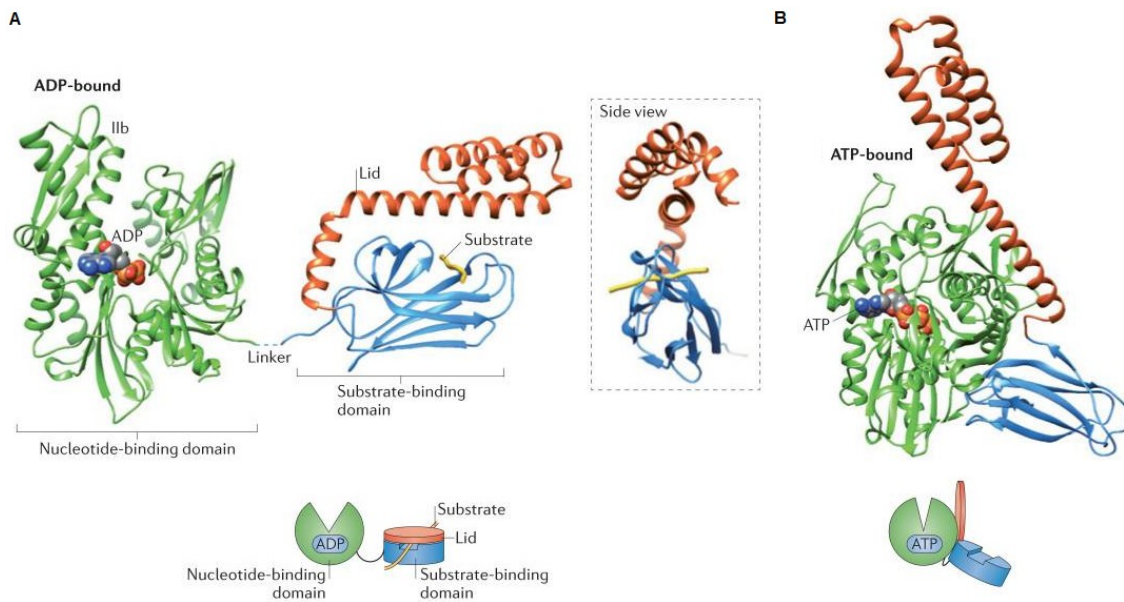 A
ADP-bound
IIb
ADP
Linker
Nucleotide-binding domain
Lid
Substrate
Substrate-binding
domain
Side view
B
ATP-bound
ATP
ADP
Nucleotide-binding
domain
Substrate
Lid
Substrate-binding
domain
ATP